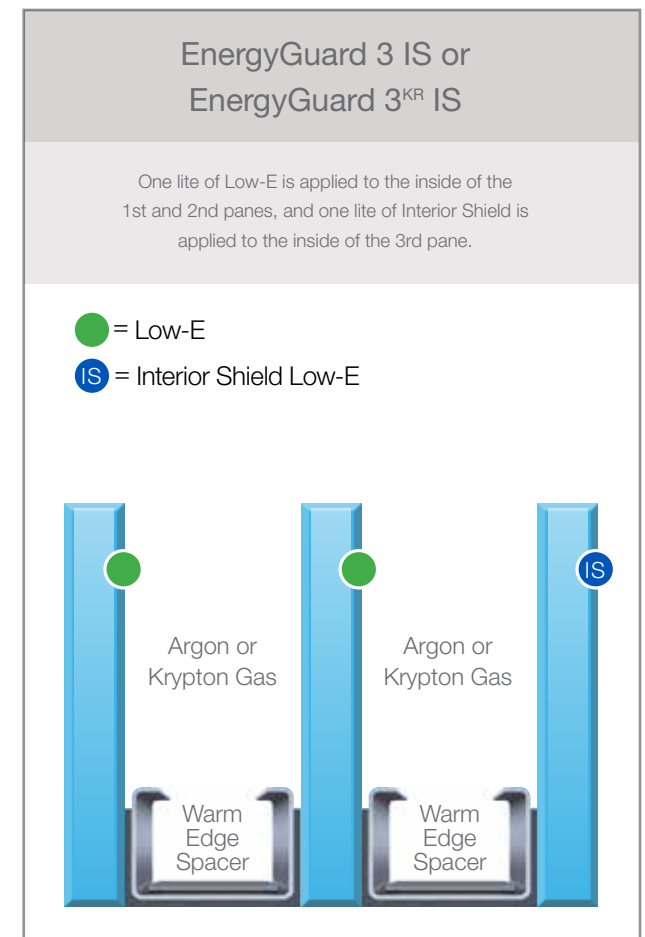 EnergyGuard 3 IS or
EnergyGuard 3ᴷᴿ IS
One lite of Low-E is applied to the inside of the
1st and 2nd panes, and one lite of Interior Shield is
applied to the inside of the 3rd pane.
= Low-E
IS = Interior Shield Low-E
IS
Argon or
Krypton Gas
Argon or
Krypton Gas
Warm
Edge
Spacer
Warm
Edge
Spacer